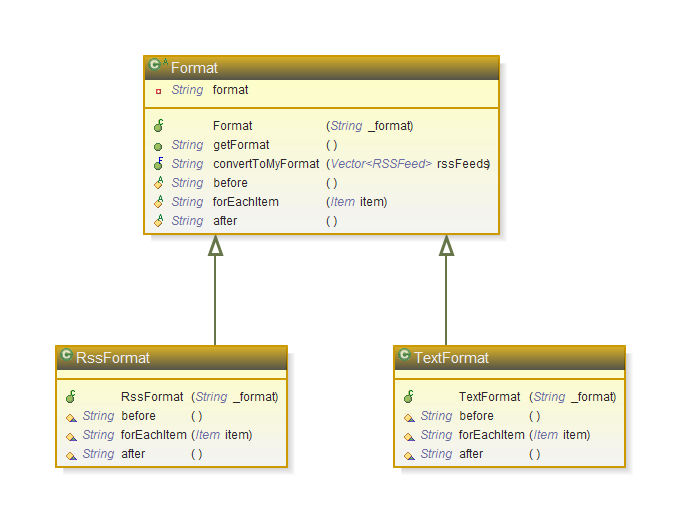 C A Format
String format
C Format (String _format)
String getFormat ( )
F String convertToMyFormat (Vector<RSSFeed> rssFeeds)
A String before ( )
A String forEachItem (Item item)
A String after ( )
C RssFormat
C RssFormat (String _format)
String before ( )
String forEachItem (Item item)
String after ( )
C TextFormat
C TextFormat (String _format)
String before ( )
String forEachItem (Item item)
String after ( )